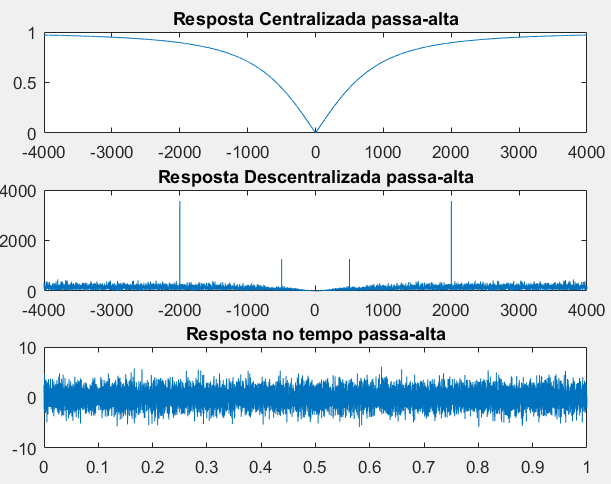 Resposta Centralizada passa-alta
1
0.5
0
-4000 -3000 -2000 -1000 0 1000 2000 3000 4000
Resposta Descentralizada passa-alta
4000
2000
0
-4000 -3000 -2000 -1000 0 1000 2000 3000 4000
Resposta no tempo passa-alta
10
0
-10
0 0.1 0.2 0.3 0.4 0.5 0.6 0.7 0.8 0.9 1